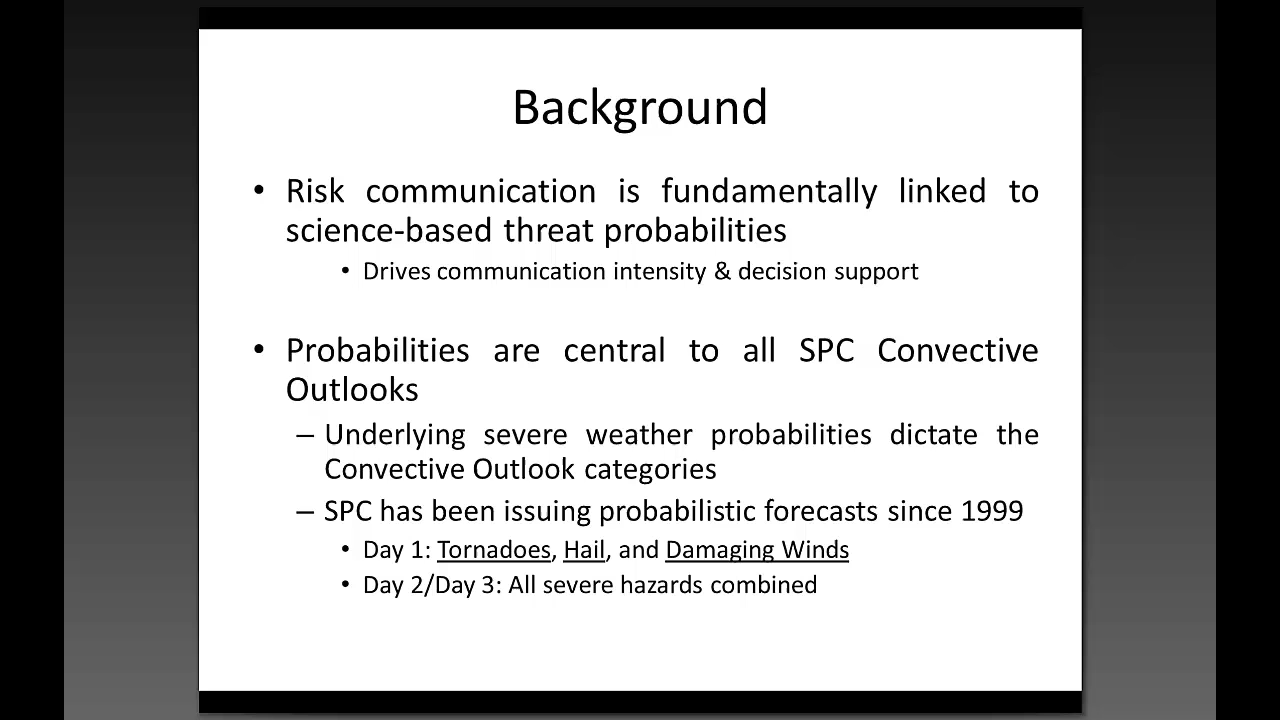 Background
• Risk communication is fundamentally linked to
science-based threat probabilities
• Drives communication intensity & decision support
• Probabilities are central to all SPC Convective
Outlooks
– Underlying severe weather probabilities dictate the
Convective Outlook categories
– SPC has been issuing probabilistic forecasts since 1999
• Day 1: Tornadoes, Hail, and Damaging Winds
• Day 2/Day 3: All severe hazards combined